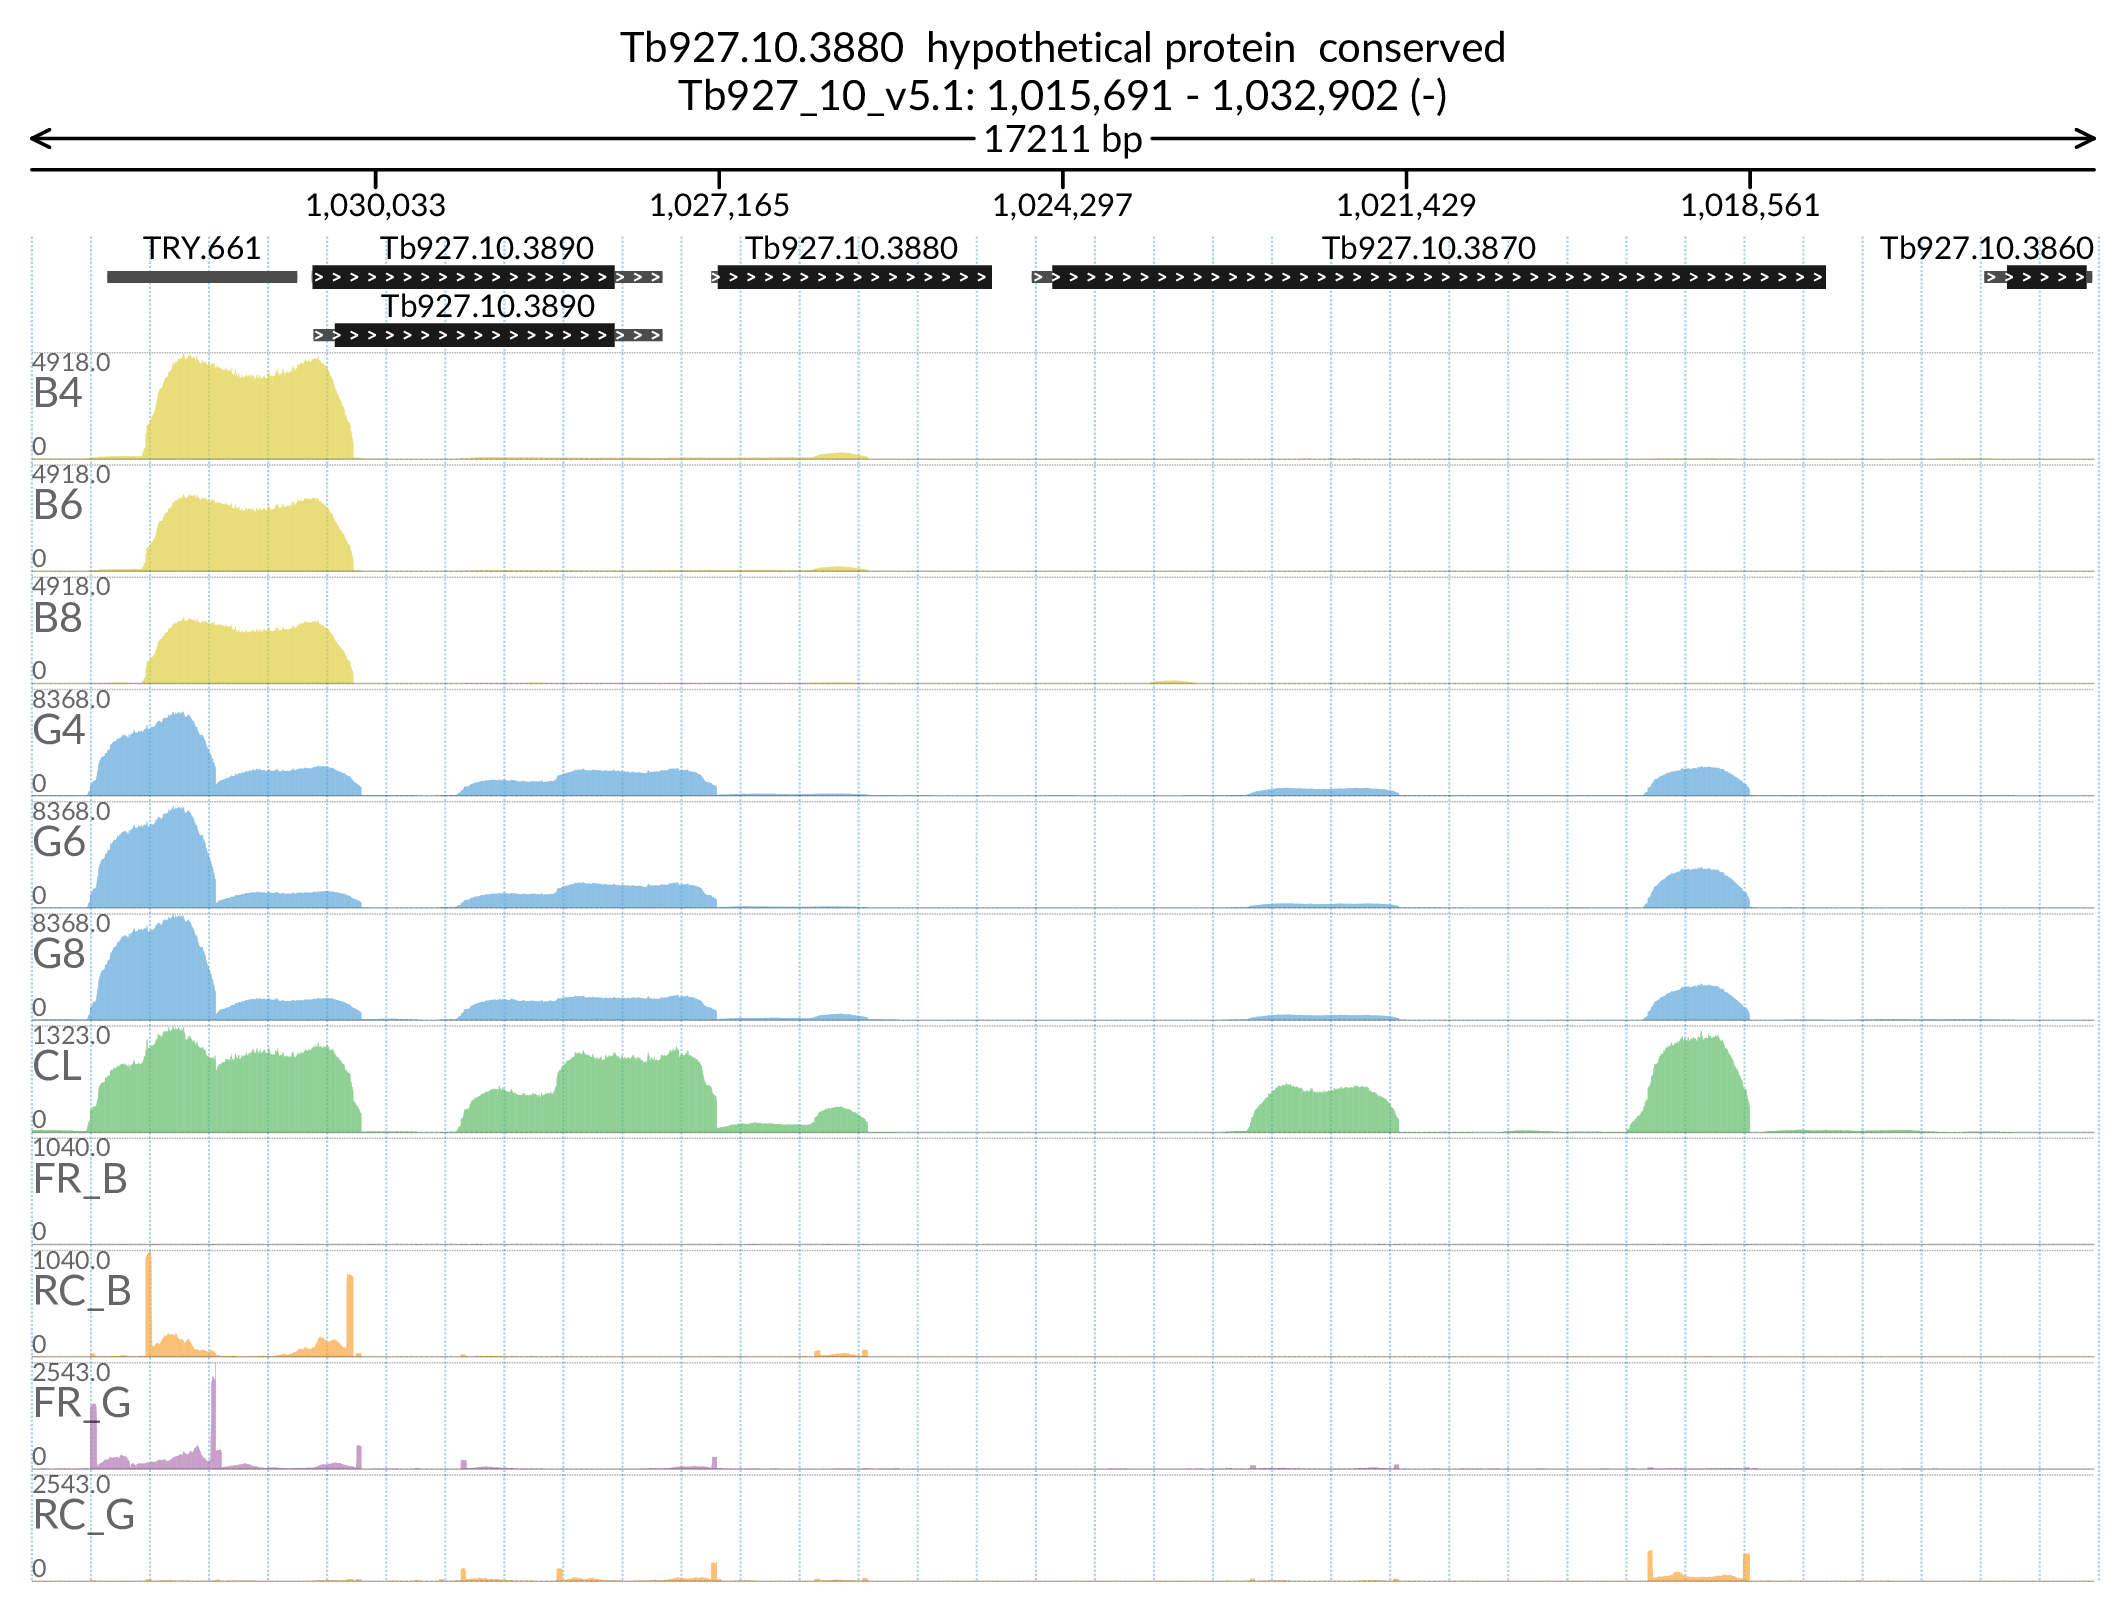 Tb927.10.3880 hypothetical protein conserved
Tb927_10_v5.1: 1,015,691 - 1,032,902 (-)
17211 bp
1,030,033 1,027,165 1,024,297 1,021,429 1,018,561
TRY.661 Tb927.10.3890 Tb927.10.3880 Tb927.10.3870 Tb927.10.3860
Tb927.10.3890
4918.0
B4
0
4918.0
B6
0
4918.0
B8
0
8368.0
G4
0
8368.0
G6
0
8368.0
G8
0
1323.0
CL
0
1040.0
FR_B
0
1040.0
RC_B
0
2543.0
FR_G
0
2543.0
RC_G
0